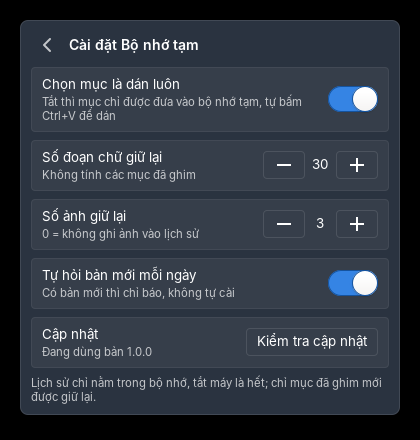 Cài đặt Bộ nhớ tạm
Chọn mục là dán luôn
Tắt thì mục chỉ được đưa vào bộ nhớ tạm, tự bấm
Ctrl+V để dán
Số đoạn chữ giữ lại
Không tính các mục đã ghim
30
Số ảnh giữ lại
0 = không ghi ảnh vào lịch sử
3
Tự hỏi bản mới mỗi ngày
Có bản mới thì chỉ báo, không tự cài
Cập nhật
Đang dùng bản 1.0.0
Kiểm tra cập nhật
Lịch sử chỉ nằm trong bộ nhớ, tắt máy là hết; chỉ mục đã ghim mới
được giữ lại.